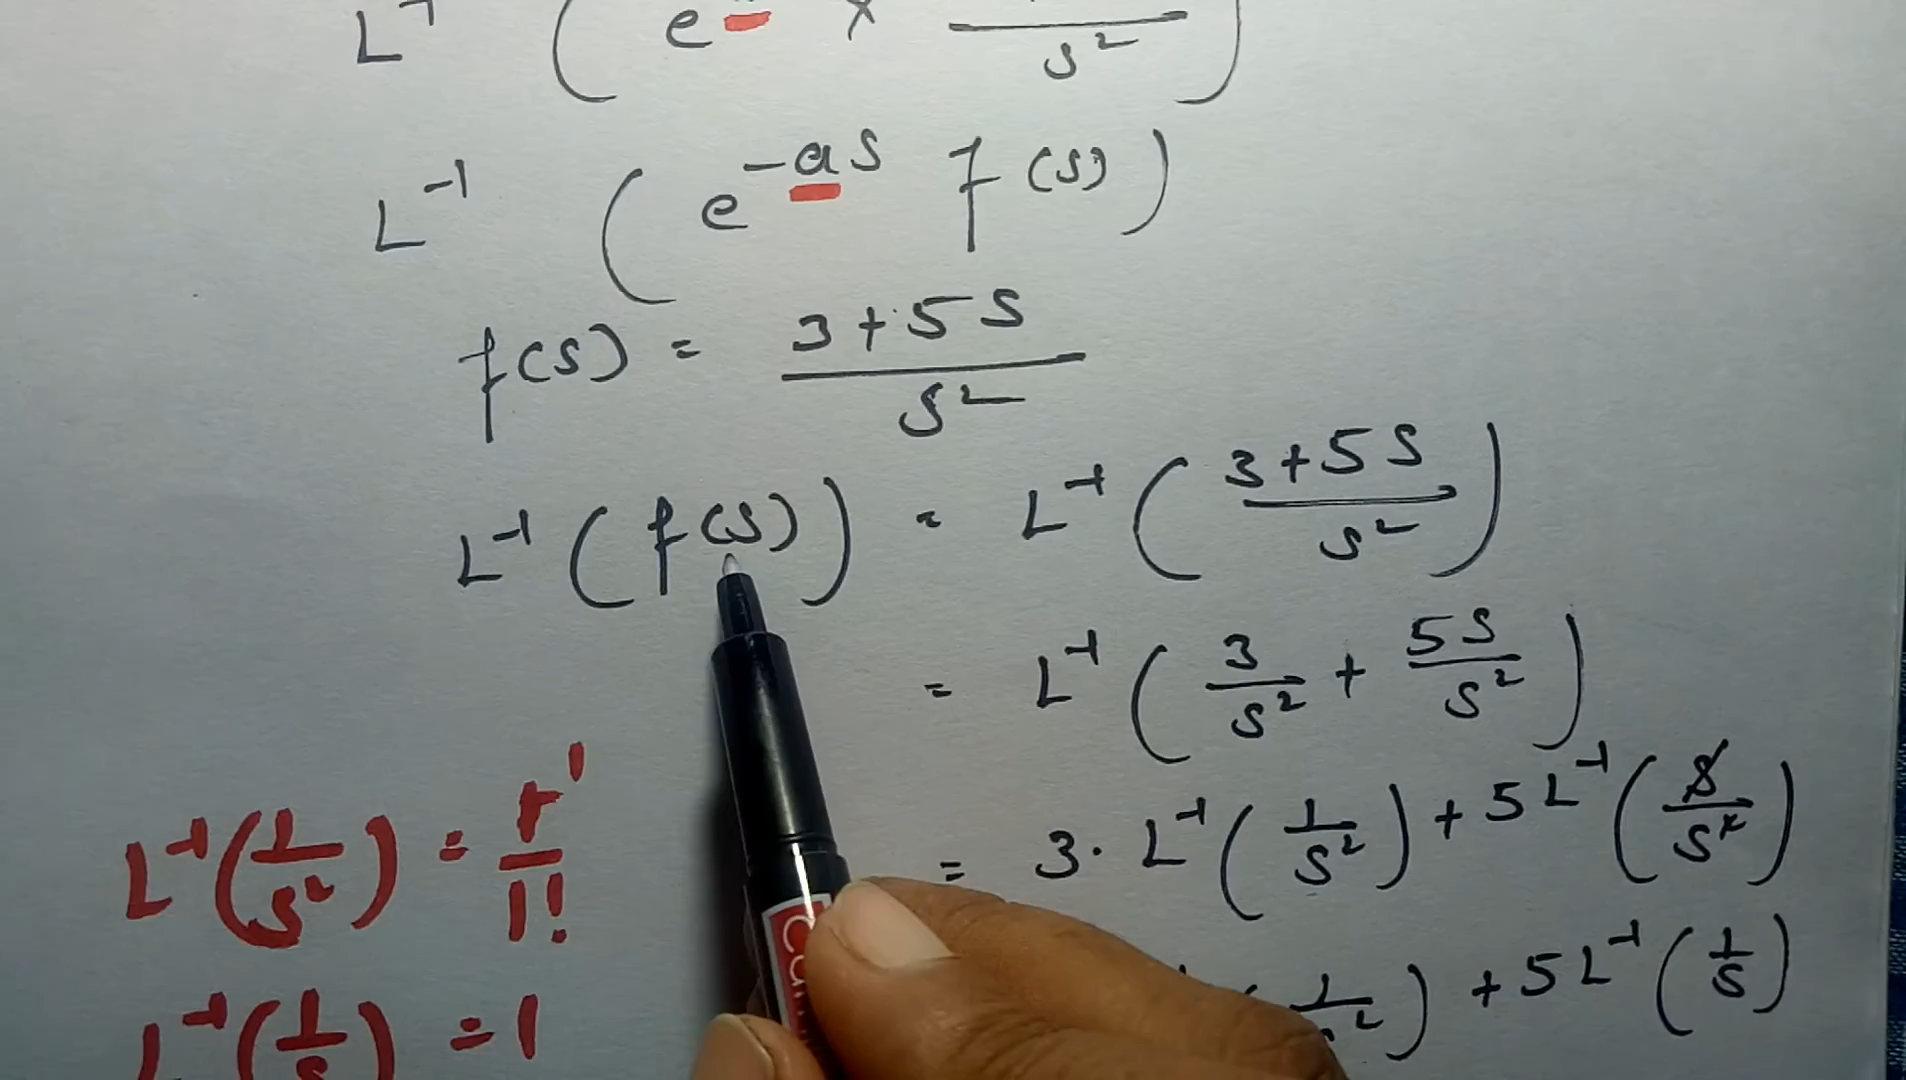 L⁻¹ ( e × / s² )
L⁻¹ ( e^-as f(s) )
f(s) = 3+5s / s²
L⁻¹ ( f(s) ) = L⁻¹ ( 3+5s / s² )
= L⁻¹ ( 3/s² + 5s/s² )
= 3 · L⁻¹ ( 1/s² ) + 5 L⁻¹ ( s/s² )
( 1/s² ) + 5 L⁻¹ ( 1/s )
L⁻¹ ( 1/s² ) = t¹/1!
L⁻¹ ( 1/s ) = 1